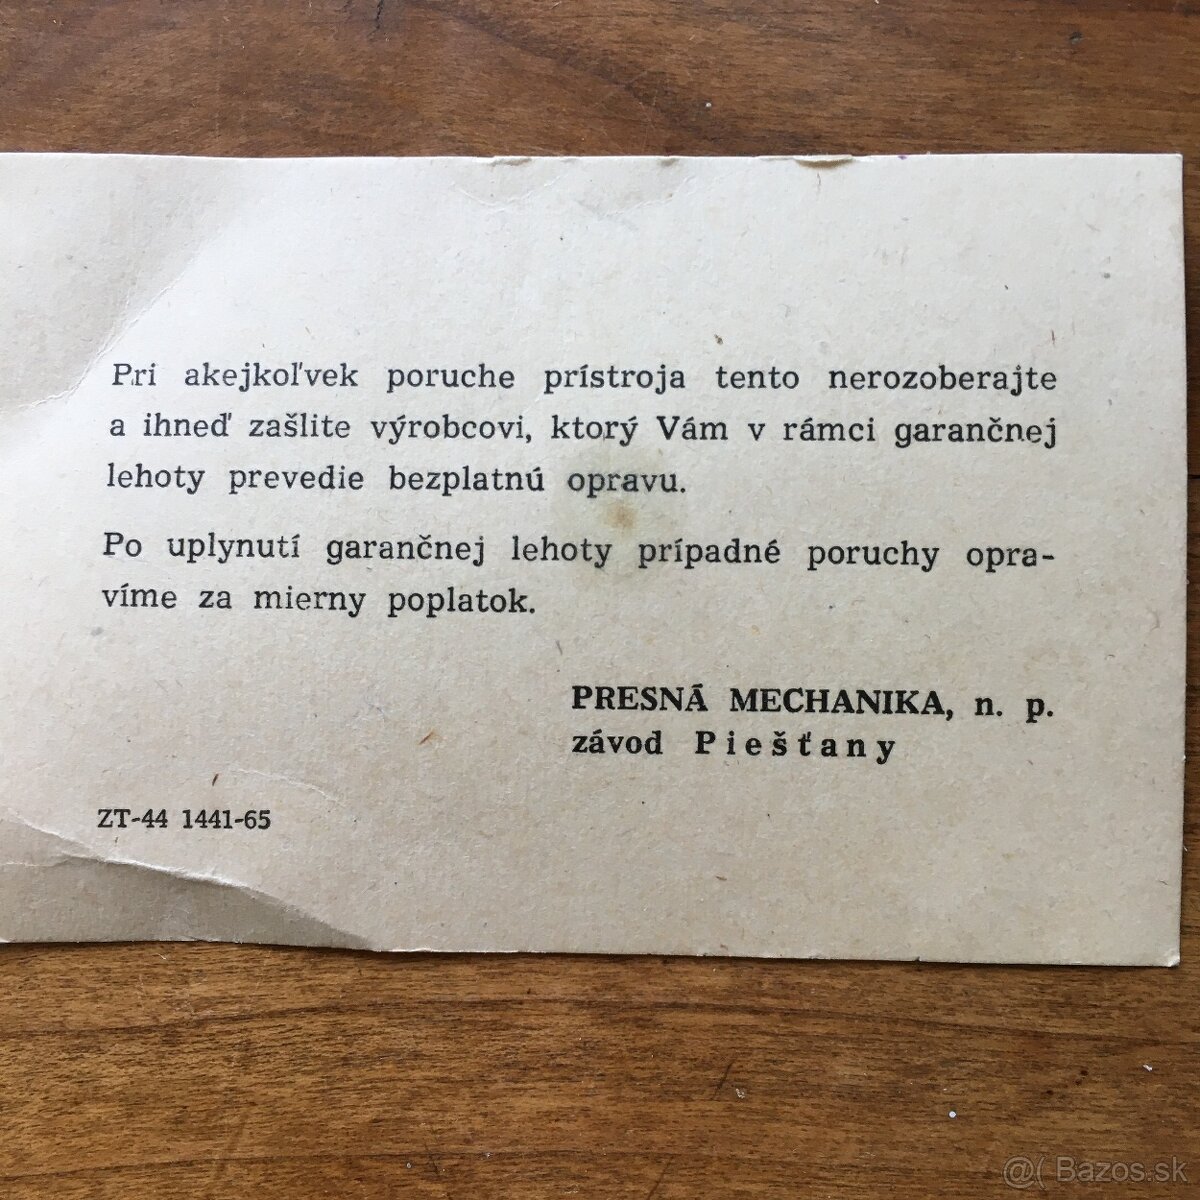 Pri akejkoľvek poruche prístroja tento nerozoberajte
a ihneď zašlite výrobcovi, ktorý Vám v rámci garančnej
lehoty prevedie bezplatnú opravu.
Po uplynutí garančnej lehoty prípadné poruchy opra-
víme za mierny poplatok.
PRESNÁ MECHANIKA, n. p.
závod Piešťany
ZT-44 1441-65
@( Bazos.sk